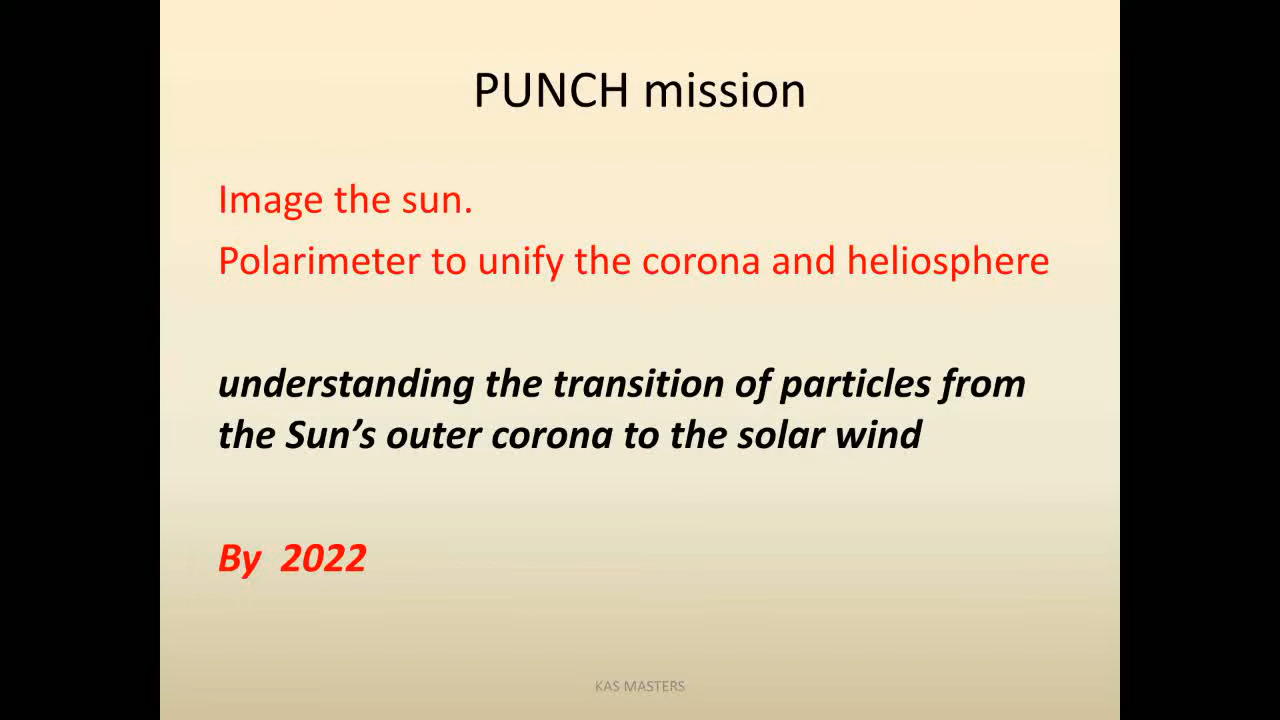 PUNCH mission
Image the sun.
Polarimeter to unify the corona and heliosphere
understanding the transition of particles from
the Sun’s outer corona to the solar wind
By  2022
KAS MASTERS